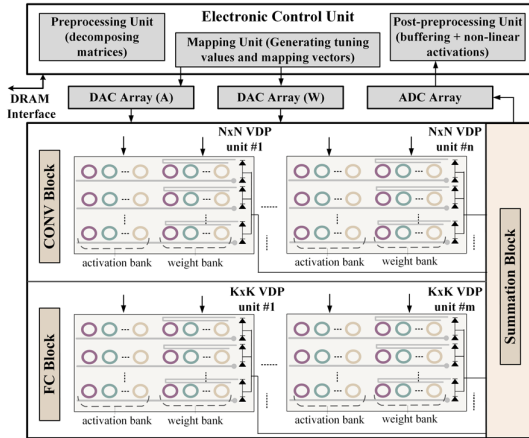 Electronic Control Unit
Preprocessing Unit
(decomposing
matrices)
Mapping Unit (Generating tuning
values and mapping vectors)
Post-preprocessing Unit
(buffering + non-linear
activations)
DRAM
Interface
DAC Array (A)
DAC Array (W)
ADC Array
CONV Block
NxN VDP
unit #1
NxN VDP
unit #n
activation bank
weight bank
activation bank
weight bank
FC Block
KxK VDP
unit #1
KxK VDP
unit #m
activation bank
weight bank
activation bank
weight bank
Summation Block